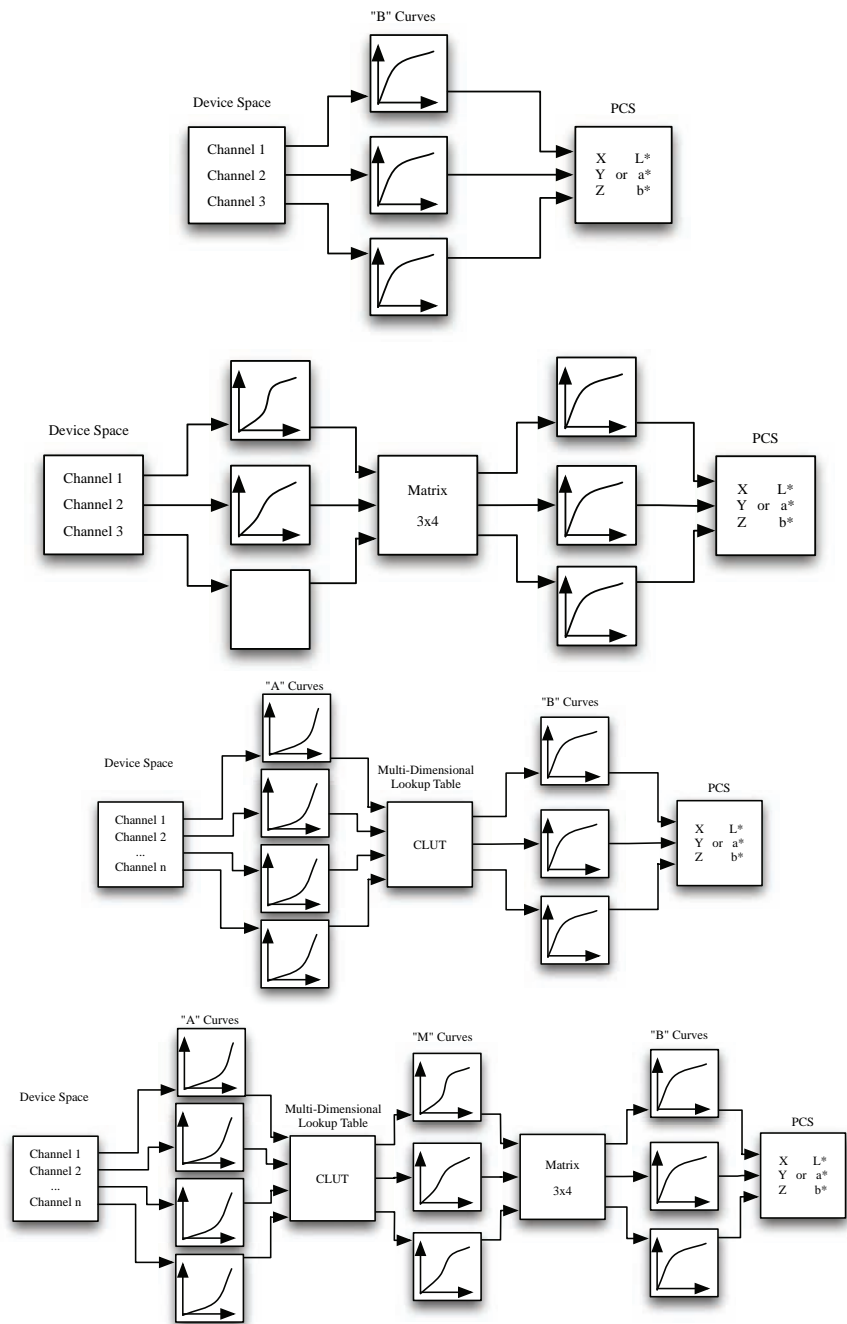 "B" Curves
Device Space
PCS
Channel 1
Channel 2
Channel 3
X L*
Y or a*
Z b*
Device Space
PCS
Channel 1
Channel 2
Channel 3
Matrix
3x4
X L*
Y or a*
Z b*
"A" Curves
"B" Curves
Device Space
Multi-Dimensional
Lookup Table
PCS
Channel 1
Channel 2
...
Channel n
CLUT
X L*
Y or a*
Z b*
"A" Curves
"M" Curves
"B" Curves
Device Space
Multi-Dimensional
Lookup Table
PCS
Channel 1
Channel 2
...
Channel n
CLUT
Matrix
3x4
X L*
Y or a*
Z b*